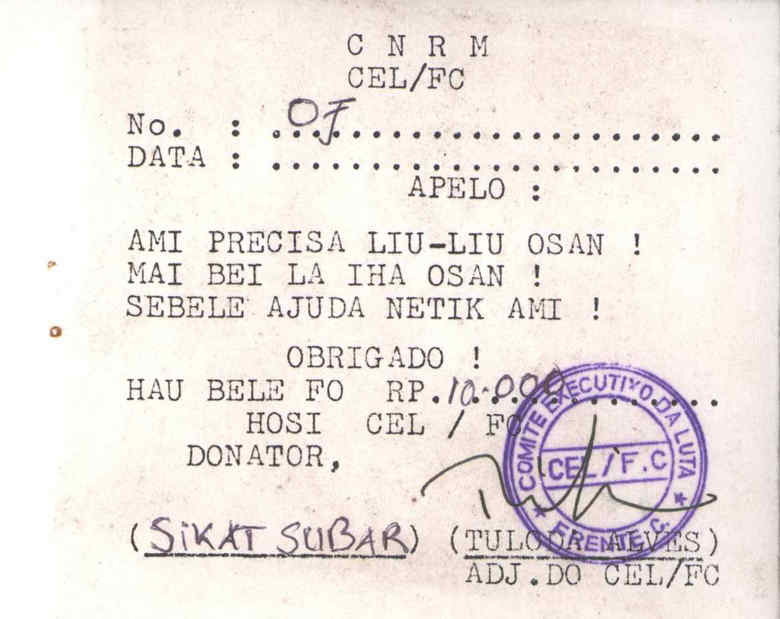 C N R M
CEL/FC
No. : 07
DATA : ......................
APELO :
AMI PRECISA LIU-LIU OSAN !
MAI BEI LA IHA OSAN !
SEBELE AJUDA NETIK AMI !
OBRIGADO !
HAU BELE FO RP.10.000
HOSI CEL / FC
DONATOR,
COMITE EXECUTIVO DA LUTA
CEL/F.C
* FRENTE C. *
(SiKAT SUBAR) (TULODA ALVES)
ADJ.DO CEL/FC